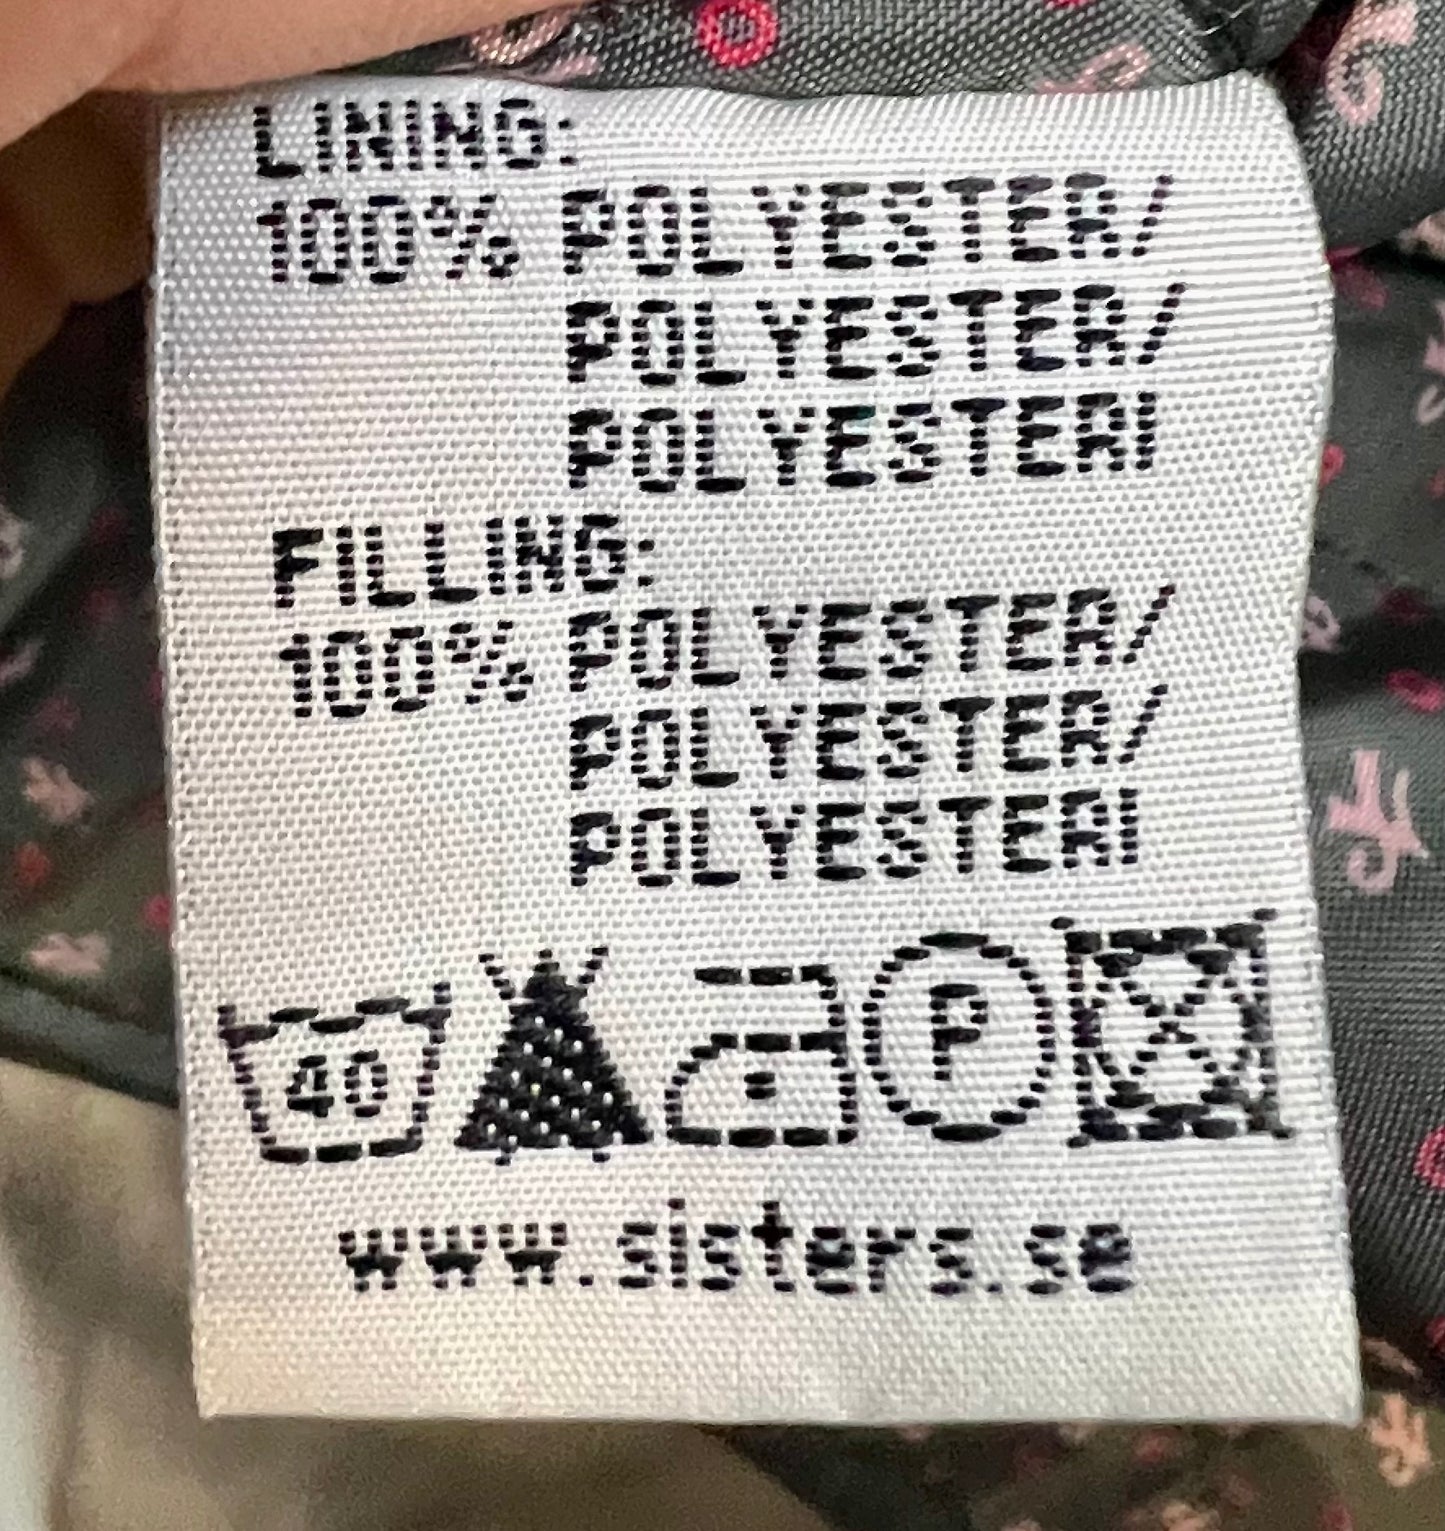 LINING:
100% POLYESTER/
POLYESTER/
POLYESTERI
FILLING:
100% POLYESTER/
POLYESTER/
POLYESTERI
40 P
www.sisters.se